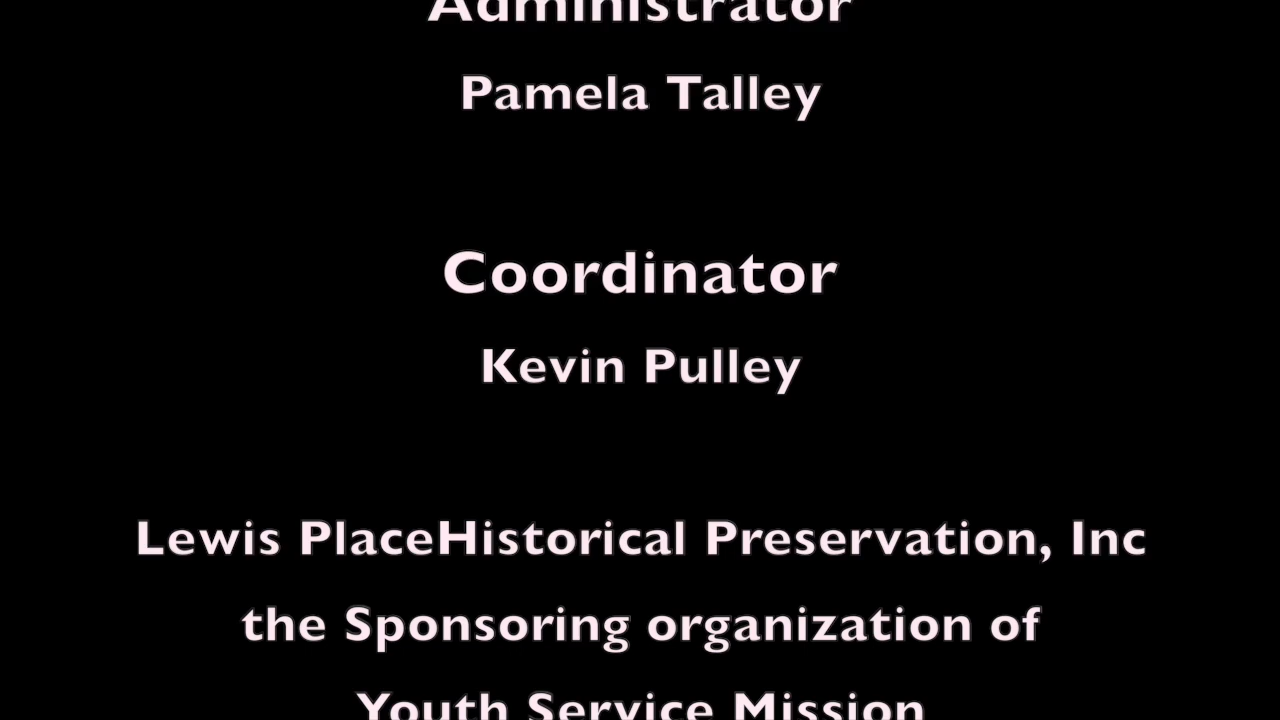 Administrator
Pamela Talley
Coordinator
Kevin Pulley
Lewis PlaceHistorical Preservation, Inc
the Sponsoring organization of
Youth Service Mission